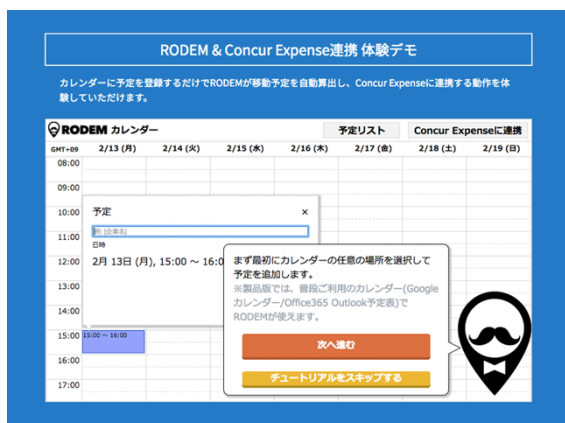 RODEM & Concur Expense連携 体験デモ
カレンダーに予定を登録するだけでRODEMが移動予定を自動算出し、Concur Expenseに連携する動作を体
験していただけます。
RODEM カレンダー
予定リスト
Concur Expenseに連携
GMT+09 2/13 (月) 2/14 (火) 2/15 (水) 2/16 (木) 2/17 (金) 2/18 (土) 2/19 (日)
08:00
09:00
10:00
11:00
12:00
13:00
14:00
15:00
16:00
17:00
予定 ×
例: [企業名]
日時
2月 13日 (月), 15:00 ～ 16:0
15:00 ～ 16:00
まず最初にカレンダーの任意の場所を選択して
予定を追加します。
※製品版では、普段ご利用のカレンダー(Google
カレンダー/Office365 Outlook予定表)で
RODEMが使えます。
次へ進む
チュートリアルをスキップする